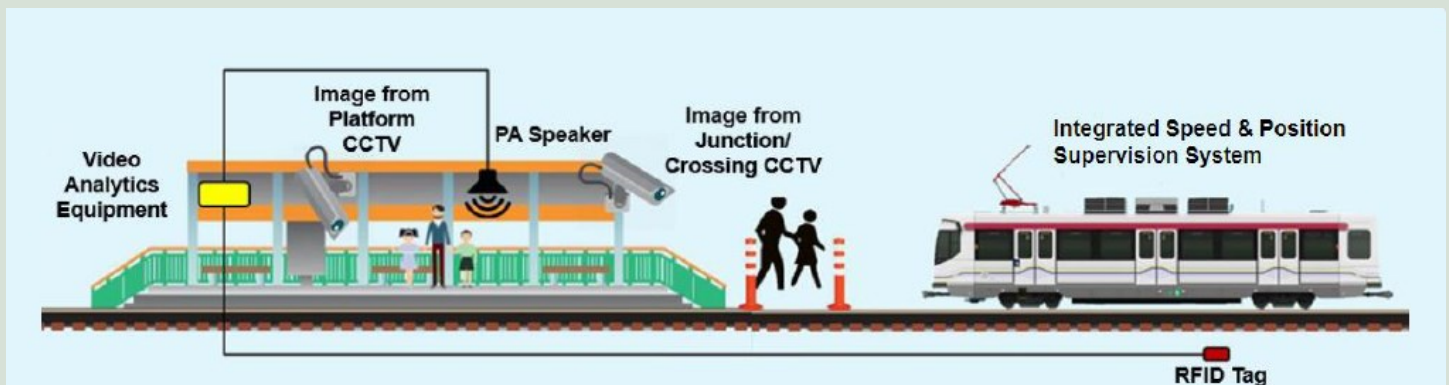 Image from
Platform
CCTV
PA Speaker
Image from
Junction/
Crossing CCTV
Integrated Speed & Position
Supervision System
Video
Analytics
Equipment
RFID Tag